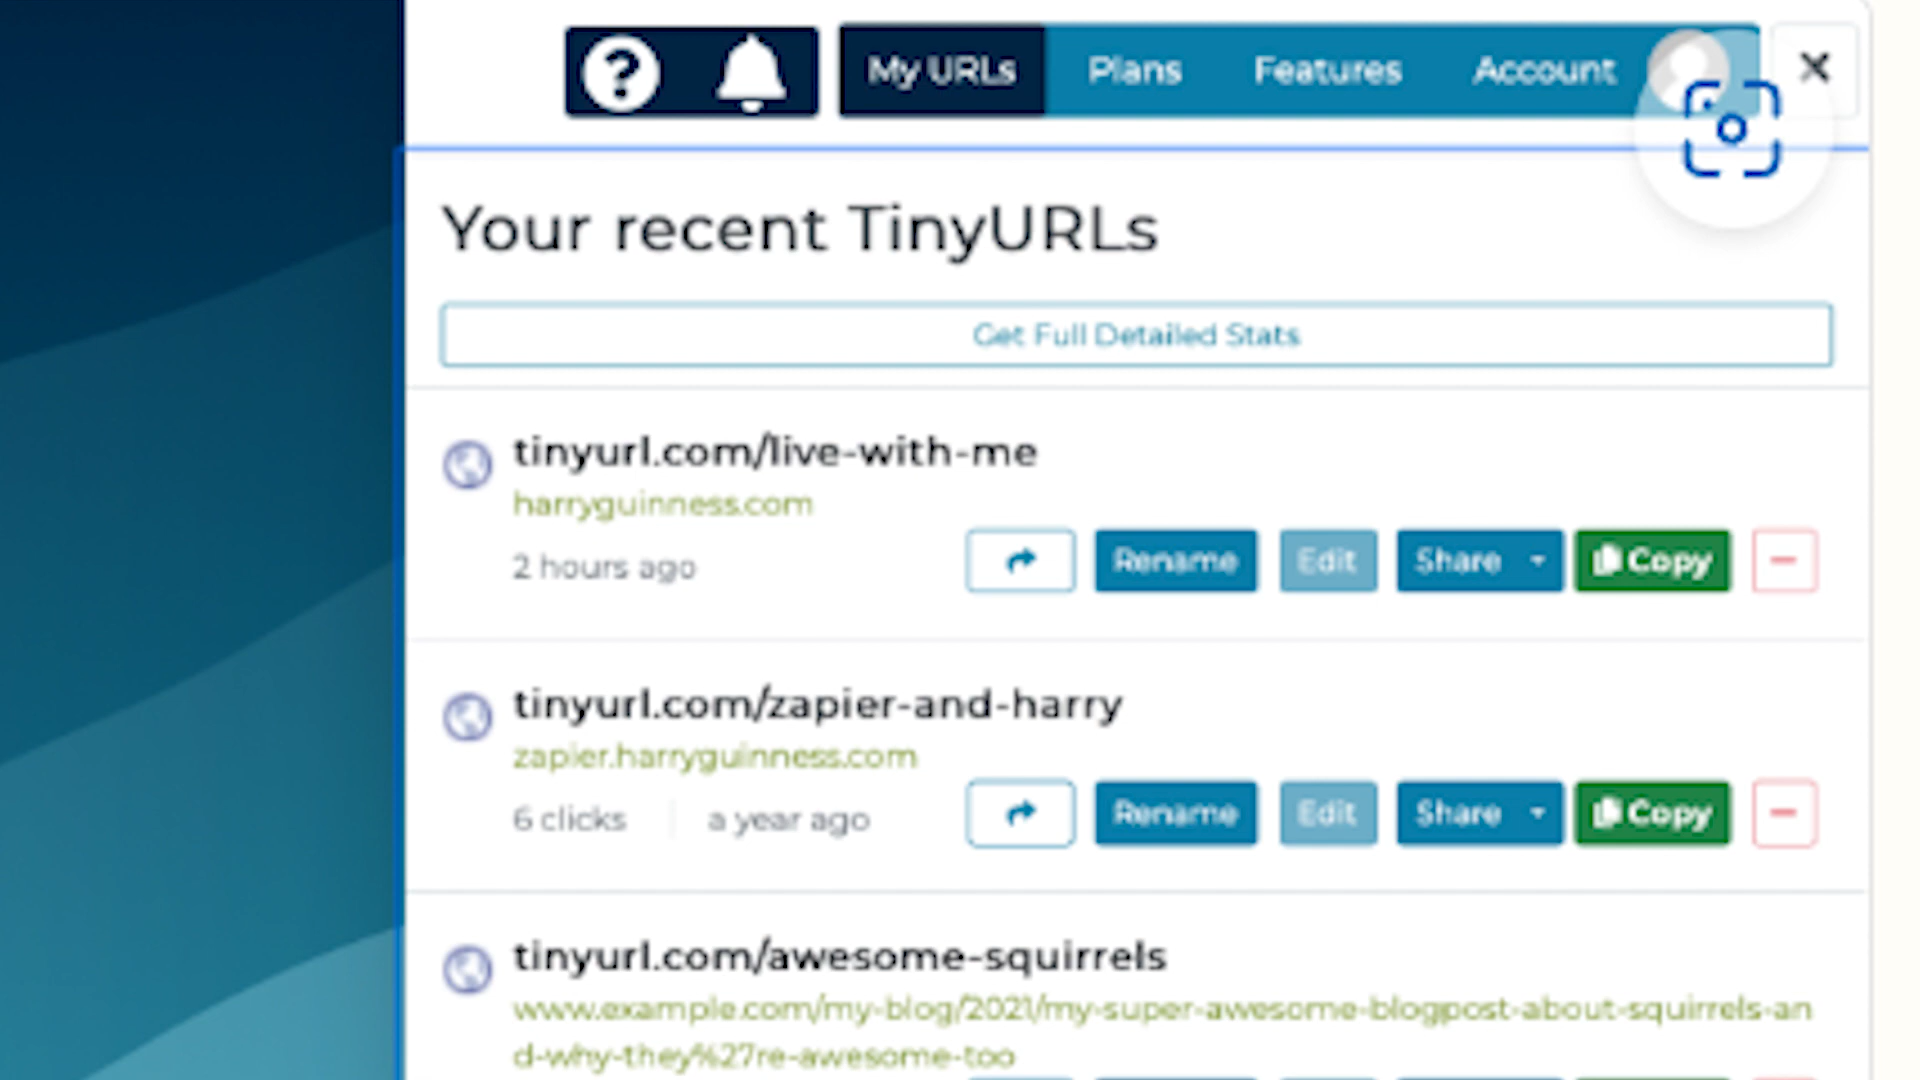 My URLs Plans Features Account
Your recent TinyURLs
Get Full Detailed Stats
tinyurl.com/live-with-me
harryguinness.com
2 hours ago Rename Edit Share Copy
tinyurl.com/zapier-and-harry
zapier.harryguinness.com
6 clicks a year ago Rename Edit Share Copy
tinyurl.com/awesome-squirrels
www.example.com/my-blog/2021/my-super-awesome-blogpost-about-squirrels-an
d-why-they%27re-awesome-too